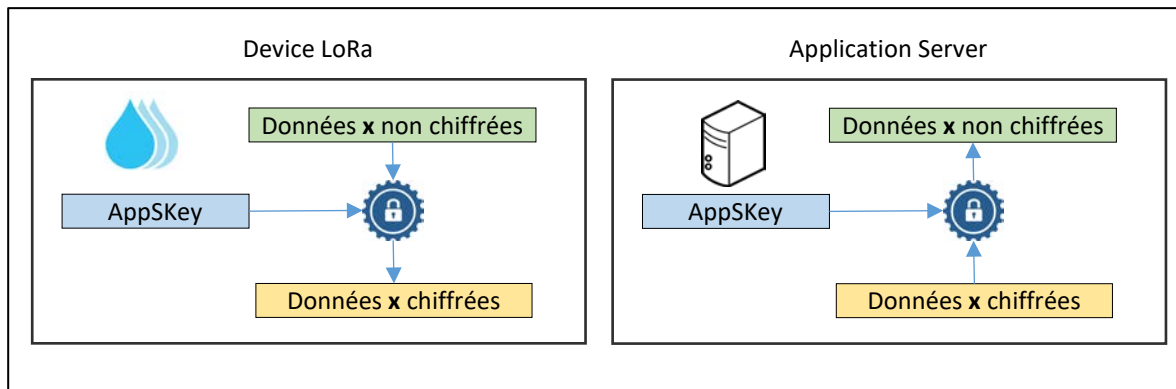 Device LoRa
Données x non chiffrées
AppSKey
Données x chiffrées
Application Server
Données x non chiffrées
AppSKey
Données x chiffrées